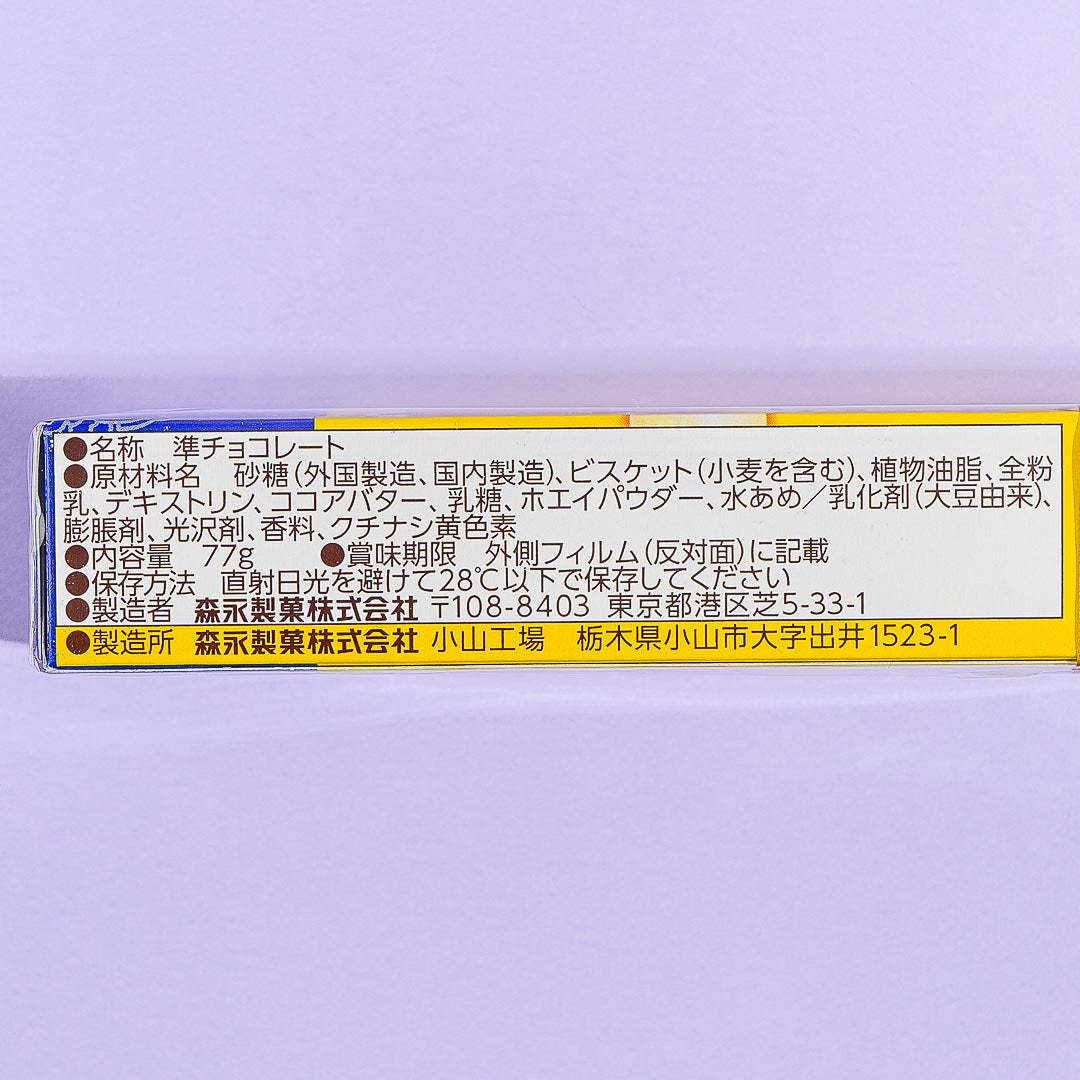 ●名称　準チョコレート
●原材料名　砂糖(外国製造、国内製造)、ビスケット(小麦を含む)、植物油脂、全粉
乳、デキストリン、ココアバター、乳糖、ホエイパウダー、水あめ／乳化剤(大豆由来)、
膨脹剤、光沢剤、香料、クチナシ黄色素
●内容量　77g　●賞味期限　外側フィルム(反対面)に記載
●保存方法　直射日光を避けて28℃以下で保存してください
●製造者　森永製菓株式会社 〒108-8403 東京都港区芝5-33-1
●製造所　森永製菓株式会社 小山工場　栃木県小山市大字出井1523-1